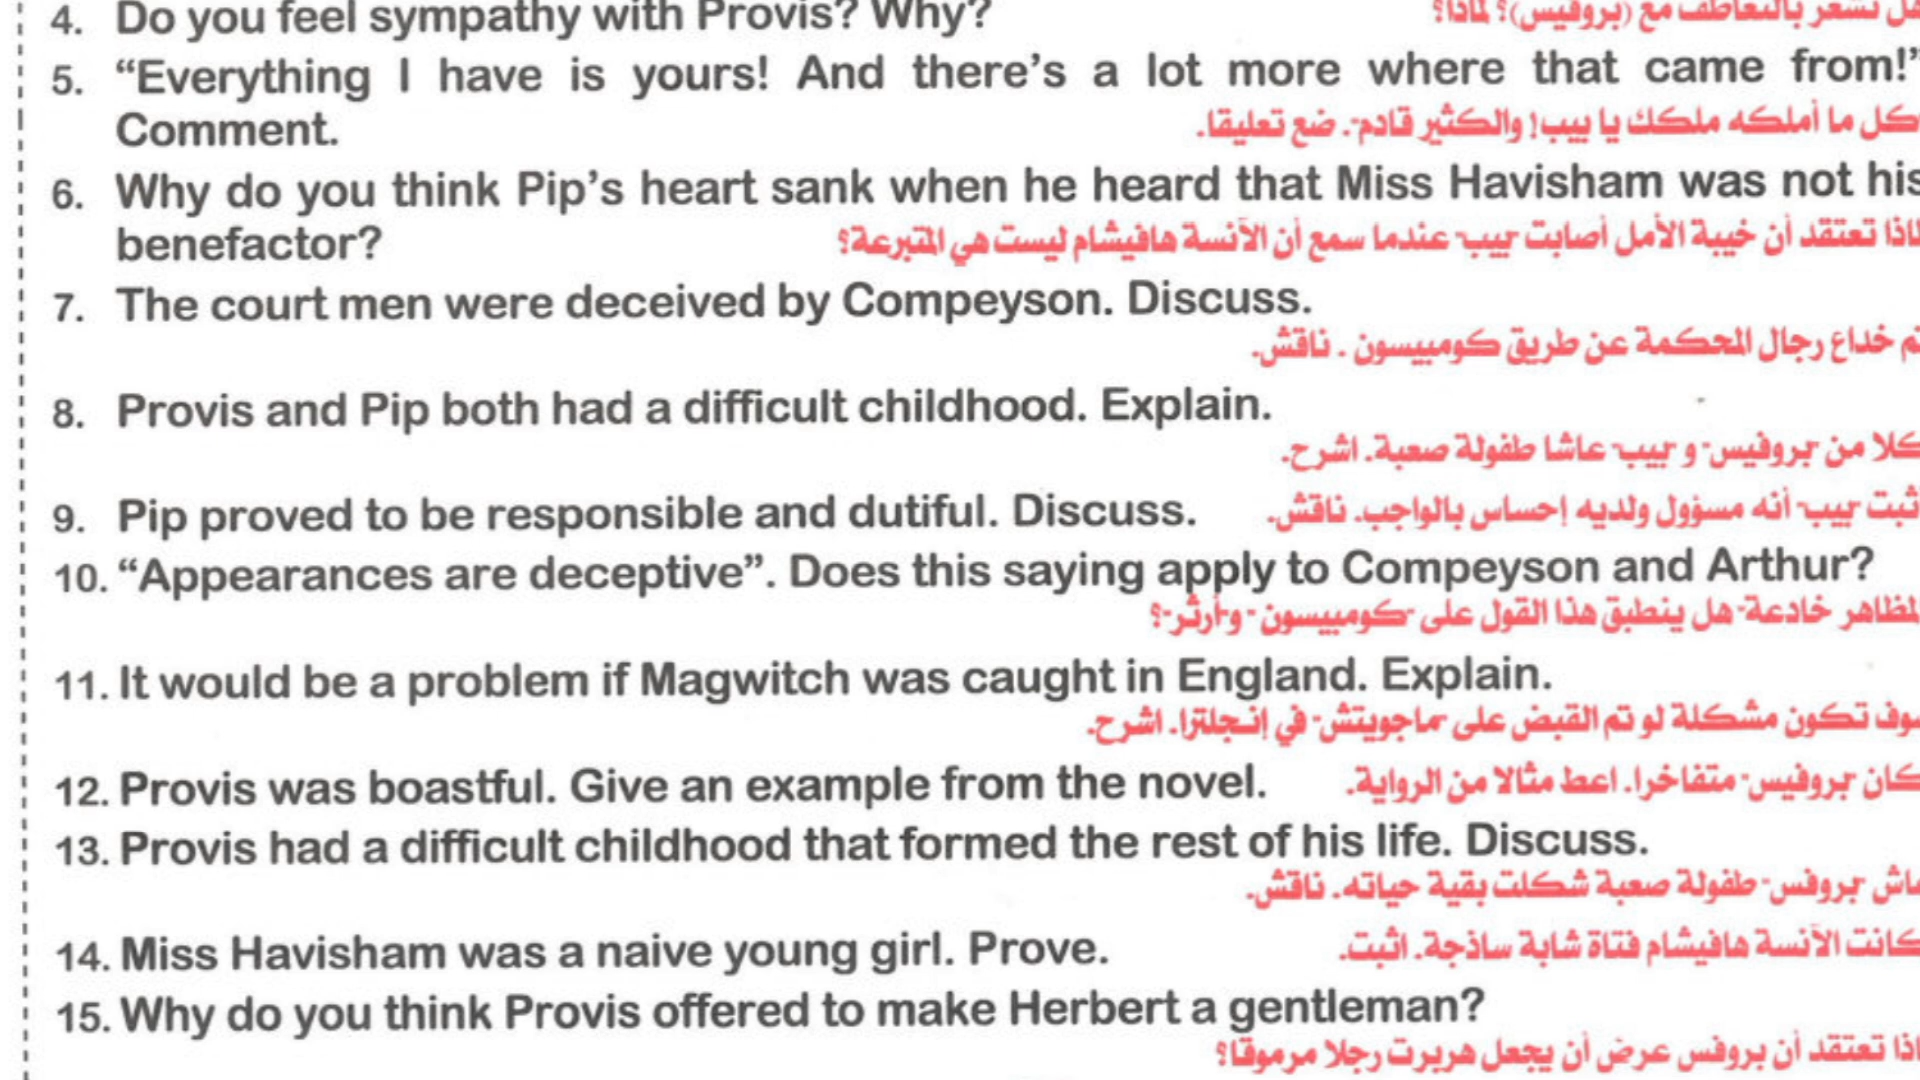 4. Do you feel sympathy with Provis? Why?
هل تشعر بالتعاطف مع (بروفيس)؟ لماذا؟
5. “Everything I have is yours! And there’s a lot more where that came from!”
Comment.
كل ما أملكه ملكك يا بيب! والكثير قادم". ضع تعليقا.
6. Why do you think Pip’s heart sank when he heard that Miss Havisham was not his
benefactor?
لماذا تعتقد أن خيبة الأمل أصابت "بيب" عندما سمع أن الآنسة هافيشام ليست هي المتبرعة؟
7. The court men were deceived by Compeyson. Discuss.
تم خداع رجال المحكمة عن طريق كومبيسون . ناقش.
8. Provis and Pip both had a difficult childhood. Explain.
كلا من "بروفيس" و "بيب" عاشا طفولة صعبة. اشرح.
9. Pip proved to be responsible and dutiful. Discuss.
ثبت "بيب" أنه مسؤول ولديه إحساس بالواجب. ناقش.
10. “Appearances are deceptive”. Does this saying apply to Compeyson and Arthur?
لمظاهر خادعة" هل ينطبق هذا القول على "كومبيسون" و"أرثر"؟
11. It would be a problem if Magwitch was caught in England. Explain.
سوف تكون مشكلة لو تم القبض على "ماجويتش" في إنجلترا. اشرح.
12. Provis was boastful. Give an example from the novel.
كان "بروفيس" متفاخرا. اعط مثالا من الرواية.
13. Provis had a difficult childhood that formed the rest of his life. Discuss.
عاش "بروفس" طفولة صعبة شكلت بقية حياته. ناقش.
14. Miss Havisham was a naive young girl. Prove.
كانت الآنسة هافيشام فتاة شابة ساذجة. اثبت.
15. Why do you think Provis offered to make Herbert a gentleman?
لماذا تعتقد أن بروفس عرض أن يجعل هربرت رجلا مرموقا؟